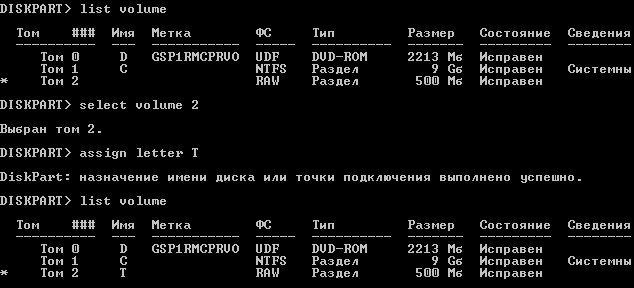 DISKPART> list volume
Том ### Имя Метка ФС Тип Размер Состояние Сведения
---------- --- ----------- ----- ---------- ------- --------- --------
Том 0 D GSP1RMCPRVO UDF DVD-ROM 2213 Мб Исправен
Том 1 C NTFS Раздел 9 Gб Исправен Системны
* Том 2 RAW Раздел 500 Мб Исправен
DISKPART> select volume 2
Выбран том 2.
DISKPART> assign letter T
DiskPart: назначение имени диска или точки подключения выполнено успешно.
DISKPART> list volume
Том ### Имя Метка ФС Тип Размер Состояние Сведения
---------- --- ----------- ----- ---------- ------- --------- --------
Том 0 D GSP1RMCPRVO UDF DVD-ROM 2213 Мб Исправен
Том 1 C NTFS Раздел 9 Gб Исправен Системны
* Том 2 T RAW Раздел 500 Мб Исправен